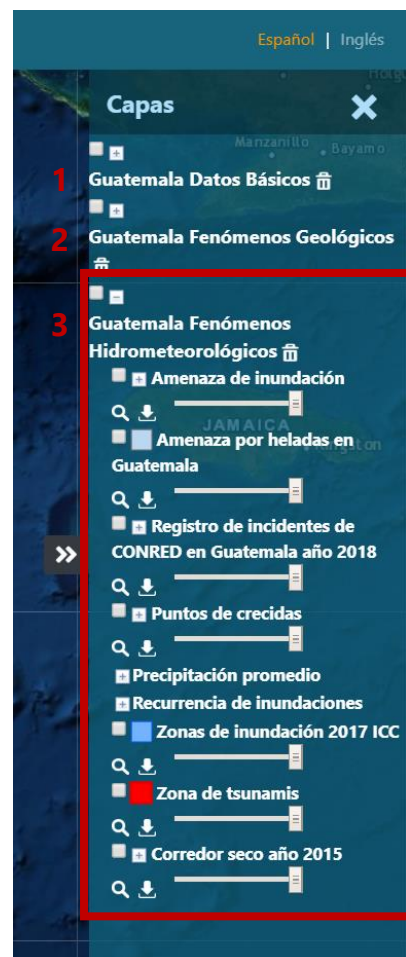 Español | Inglés
Capas
Manzanillo
Bayamo
1
Guatemala Datos Básicos
2
Guatemala Fenómenos Geológicos
3
Guatemala Fenómenos
Hidrometeorológicos
Amenaza de inundación
JAMAICA
Amenaza por heladas en
Guatemala
Registro de incidentes de
CONRED en Guatemala año 2018
Puntos de crecidas
Precipitación promedio
Recurrencia de inundaciones
Zonas de inundación 2017 ICC
Zona de tsunamis
Corredor seco año 2015